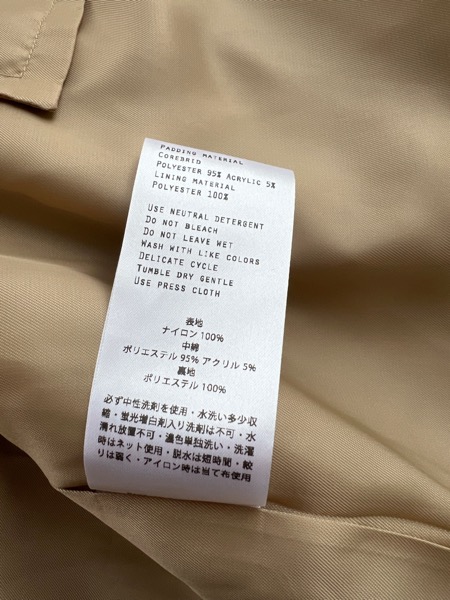 PADDING MATERIAL
COREBRID
POLYESTER 95% ACRYLIC 5%
LINING MATERIAL
POLYESTER 100%
USE NEUTRAL DETERGENT
DO NOT BLEACH
DO NOT LEAVE WET
WASH WITH LIKE COLORS
DELICATE CYCLE
TUMBLE DRY GENTLE
USE PRESS CLOTH
表地
ナイロン 100%
中綿
ポリエステル 95% アクリル 5%
裏地
ポリエステル 100%
必ず中性洗剤を使用・水洗い多少収
縮・蛍光増白剤入り洗剤は不可・水
濡れ放置不可・濃色単独洗い・洗濯
時はネット使用・脱水は短時間・絞
りは弱く・アイロン時は当て布使用